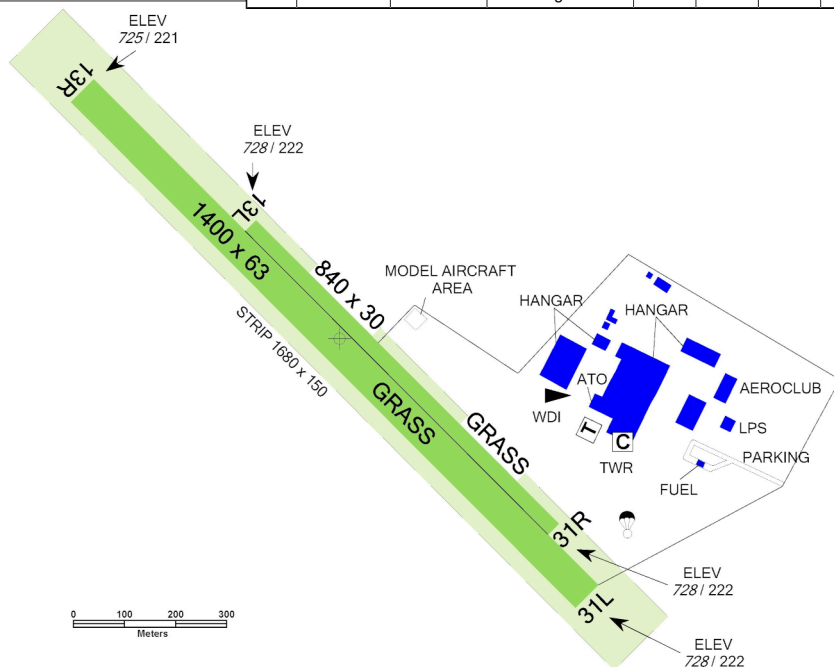 ELEV
725 / 221
13R
ELEV
728 / 222
13L
1400 x 63
840 x 30
STRIP 1680 x 150
MODEL AIRCRAFT
AREA
HANGAR
HANGAR
ATO
WDI
T
C
TWR
AEROCLUB
LPS
PARKING
FUEL
GRASS
GRASS
31R
31L
ELEV
728 / 222
ELEV
728 / 222
0 100 200 300
Meters